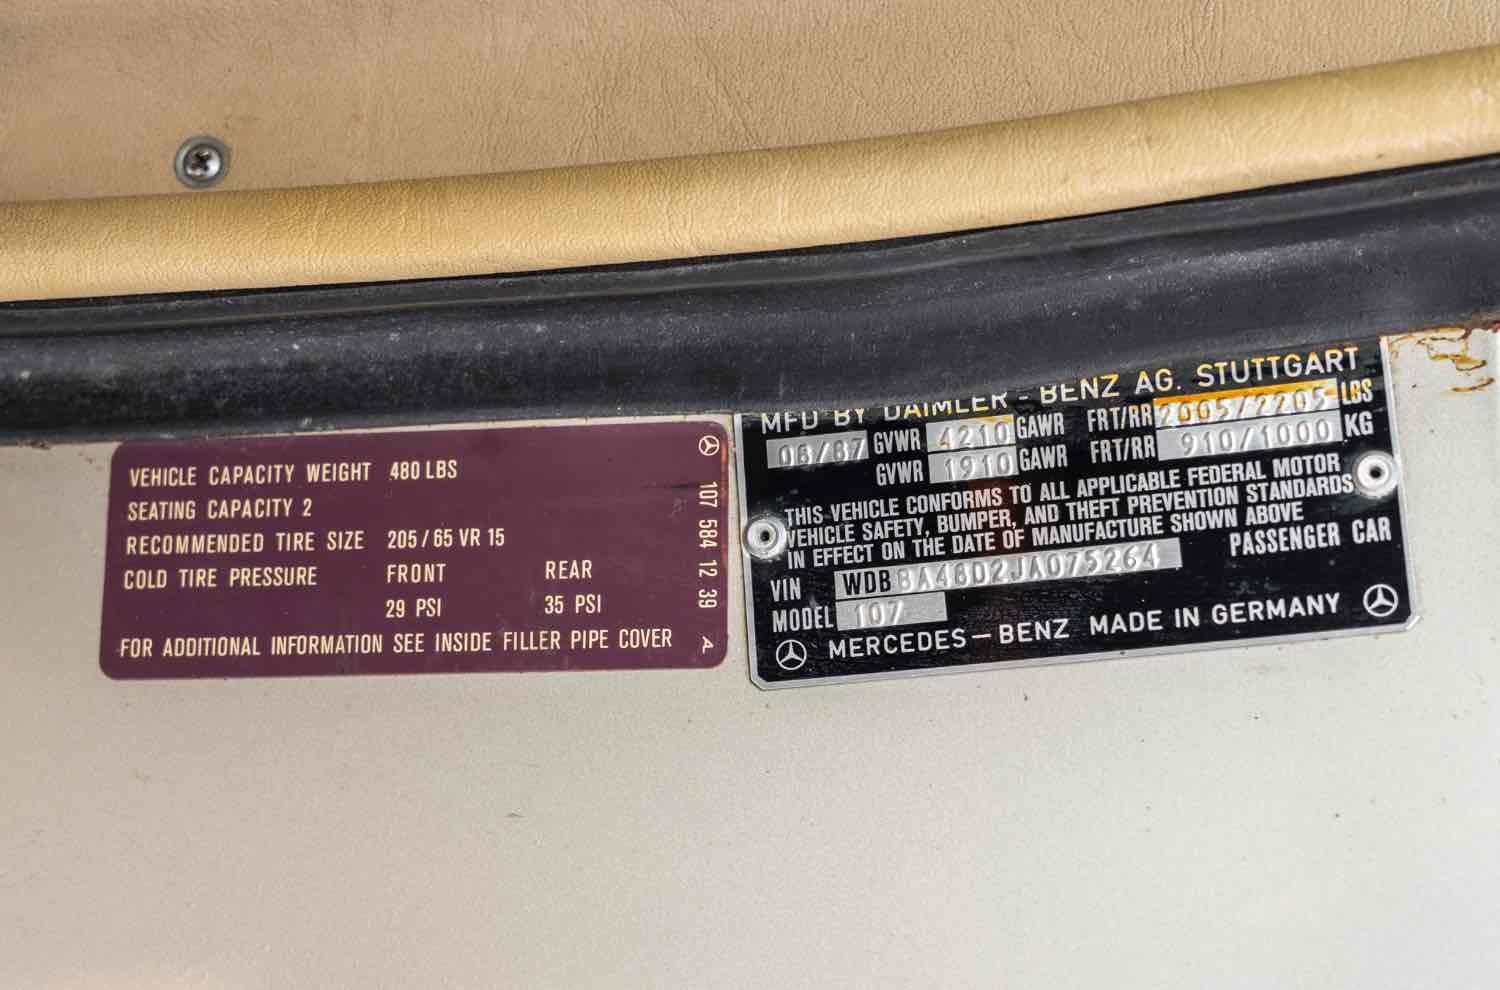 VEHICLE CAPACITY WEIGHT 480 LBS
SEATING CAPACITY 2
RECOMMENDED TIRE SIZE 205/65 VR 15
COLD TIRE PRESSURE FRONT REAR
29 PSI 35 PSI
FOR ADDITIONAL INFORMATION SEE INSIDE FILLER PIPE COVER
107 584 12 39 A
MFD BY DAIMLER-BENZ AG. STUTTGART
08/87 GVWR 4210 GAWR FRT/RR 2005/2205 LBS
GVWR 1910 GAWR FRT/RR 910/1000 KG
THIS VEHICLE CONFORMS TO ALL APPLICABLE FEDERAL MOTOR
VEHICLE SAFETY, BUMPER, AND THEFT PREVENTION STANDARDS
IN EFFECT ON THE DATE OF MANUFACTURE SHOWN ABOVE
VIN WDBBA48D2JA075264 PASSENGER CAR
MODEL 107
MERCEDES-BENZ MADE IN GERMANY